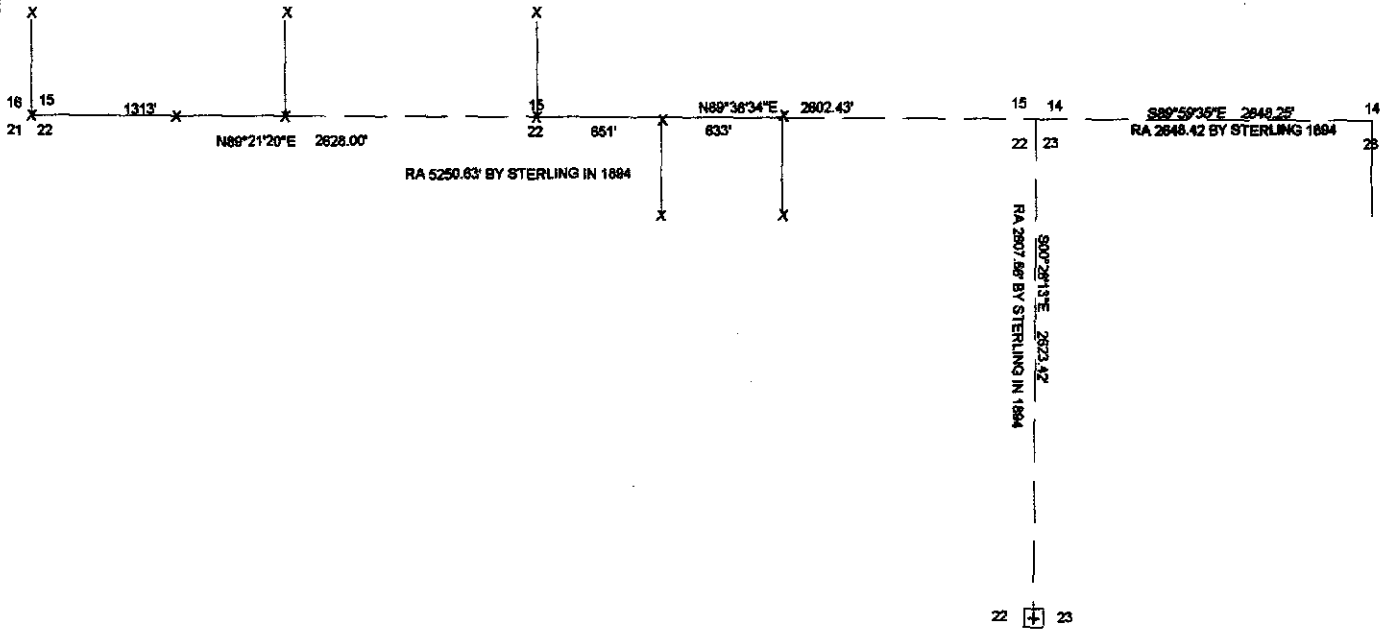 16 15
21 22
1313'
N89°21'20"E 2628.00'
15
22
651'
633'
N89°36'34"E 2602.43'
RA 5250.63' BY STERLING IN 1894
15 14
22 23
S89°59'35"E 2648.25'
RA 2648.42 BY STERLING 1894
14
23
S00°28'13"E 2623.42'
RA 2607.66' BY STERLING IN 1894
22 23